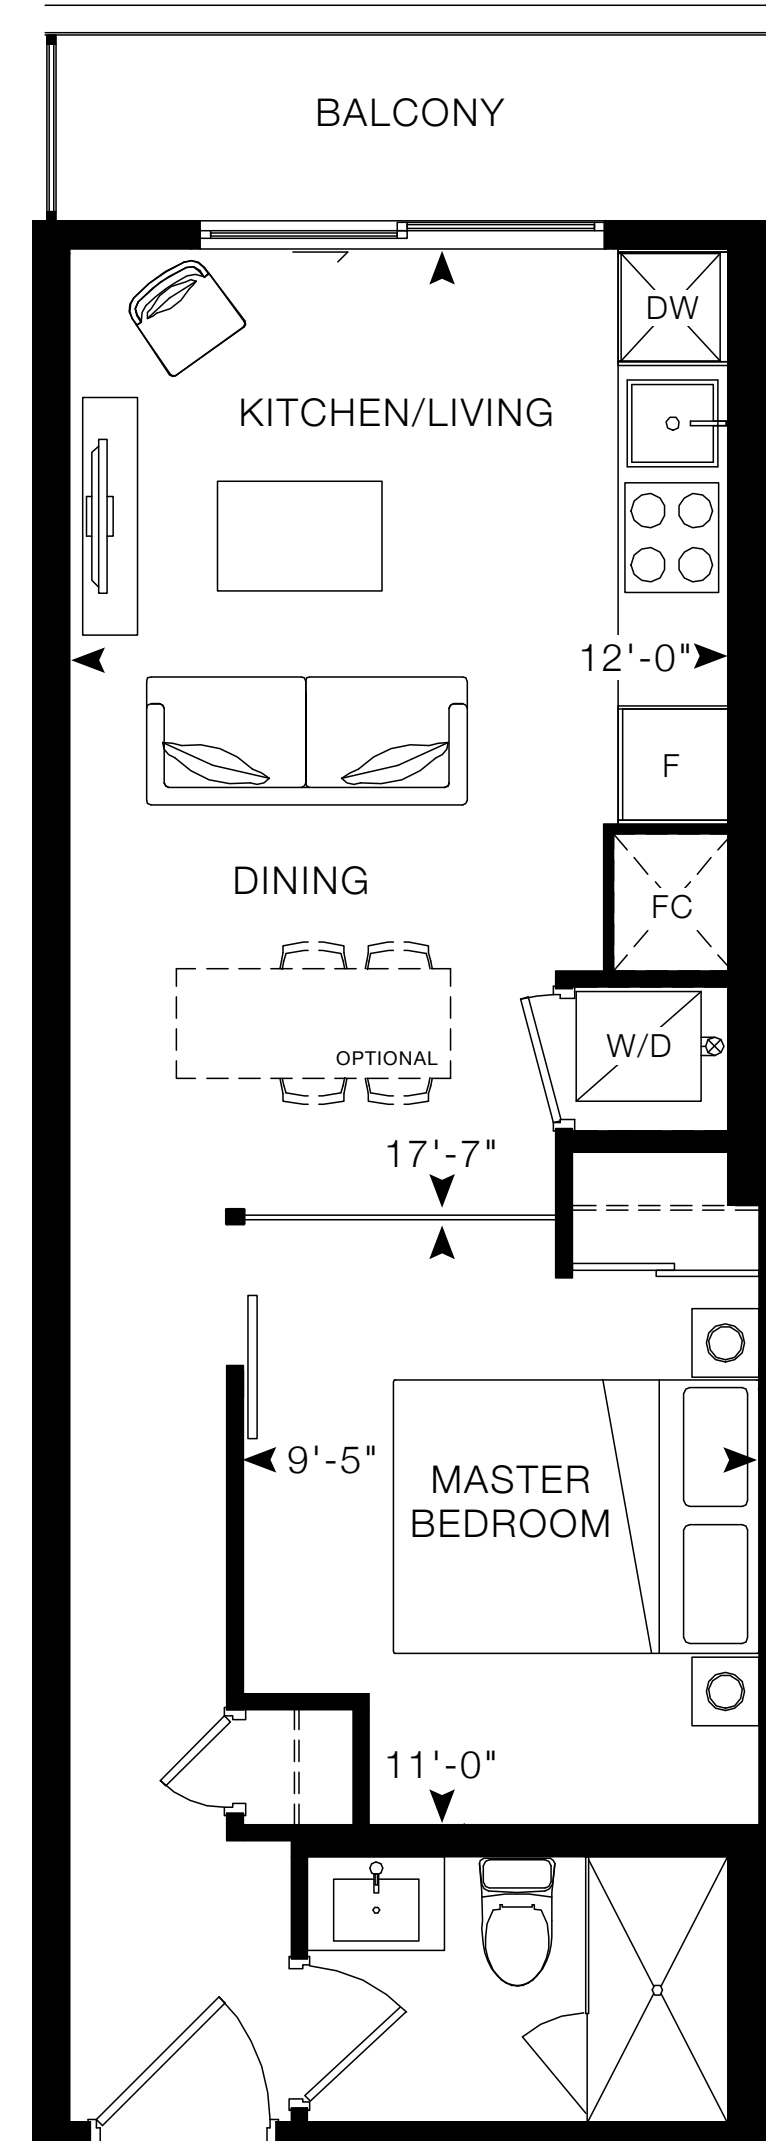 BALCONY
DW
KITCHEN/LIVING
12'-0"
F
DINING
FC
OPTIONAL
W/D
17'-7"
9'-5"
MASTER
BEDROOM
11'-0"